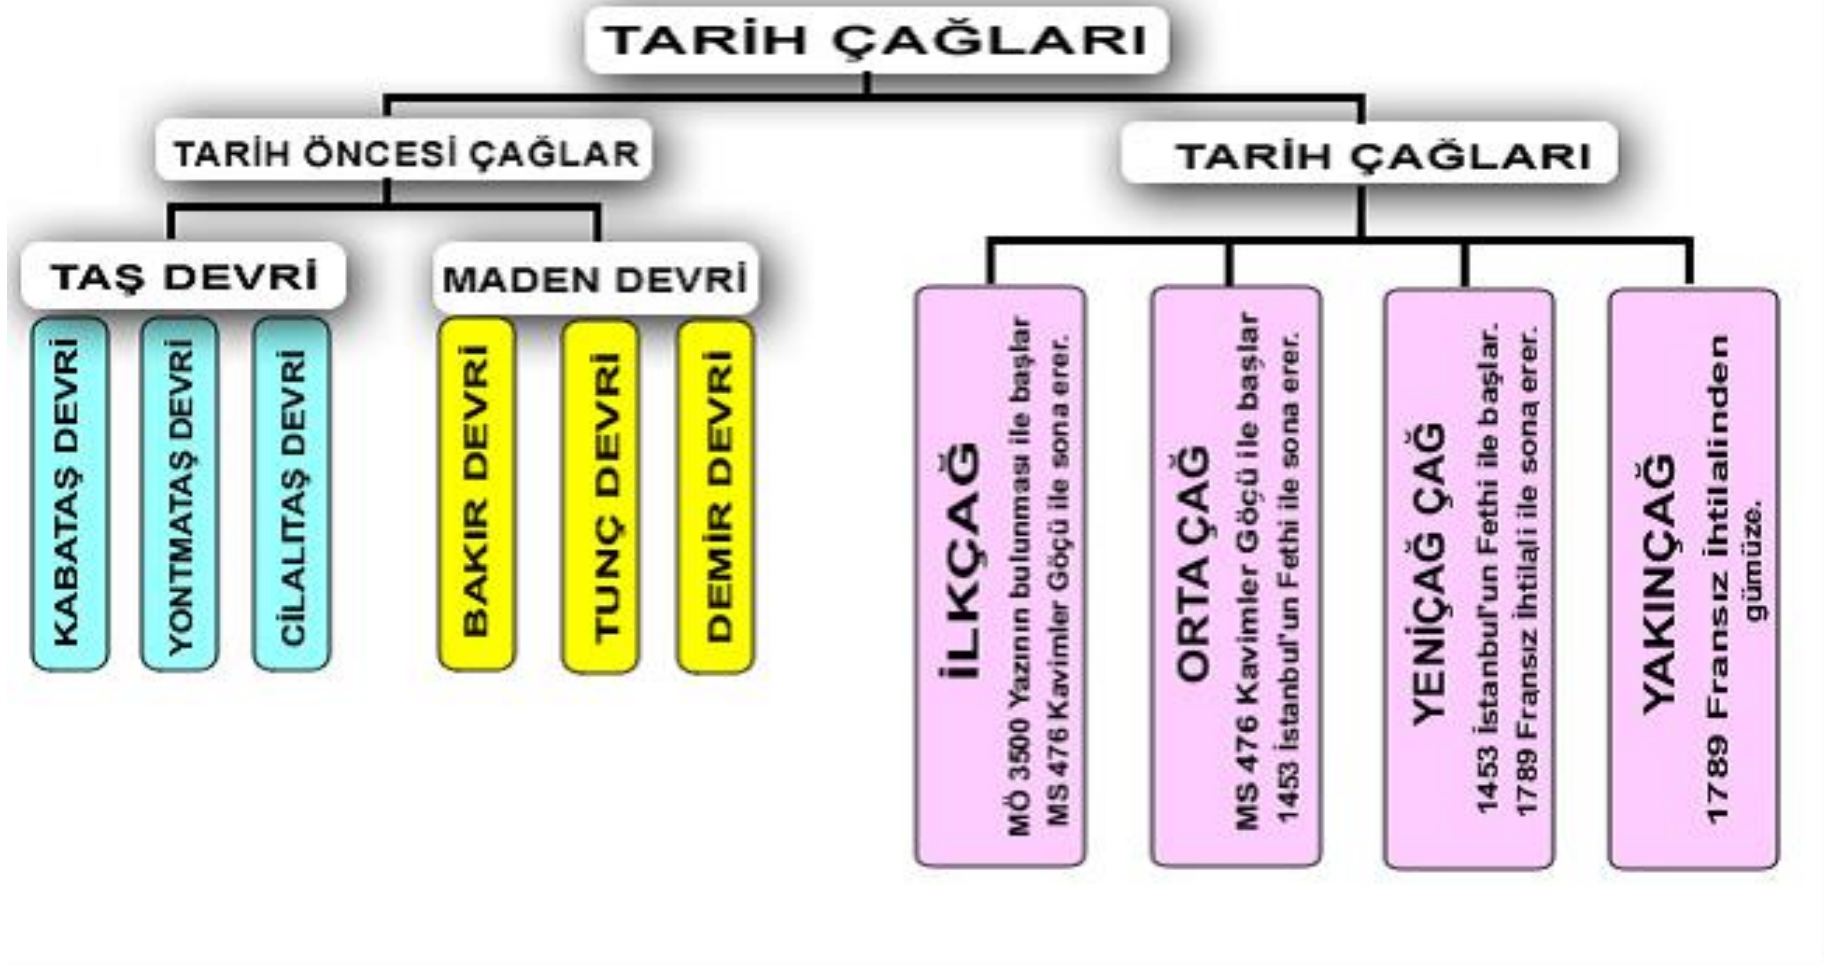 TARİH ÇAĞLARI
TARİH ÖNCESİ ÇAĞLAR
TARİH ÇAĞLARI
TAŞ DEVRİ
MADEN DEVRİ
KABATAŞ DEVRİ
YONTMATAŞ DEVRİ
CİLALITAŞ DEVRİ
BAKIR DEVRİ
TUNÇ DEVRİ
DEMİR DEVRİ
İLKÇAĞ
MÖ 3500 Yazının bulunması ile başlar
MS 476 Kavimler Göçü ile sona erer.
ORTA ÇAĞ
MS 476 Kavimler Göçü ile başlar
1453 İstanbul'un Fethi ile sona erer.
YENİÇAĞ ÇAĞ
1453 İstanbul'un Fethi ile başlar.
1789 Fransız İhtilali ile sona erer.
YAKINÇAĞ
1789 Fransız İhtilalinden
gümüze.